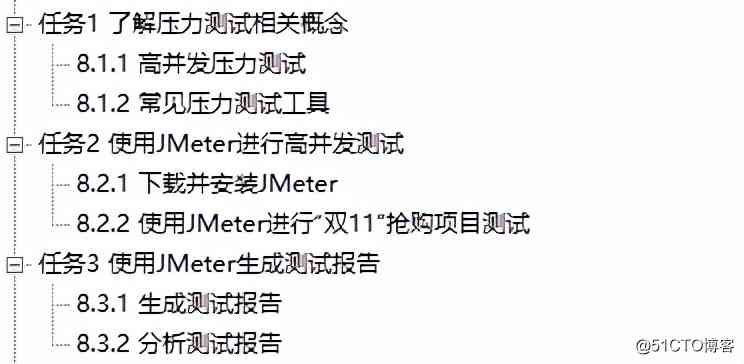 任务1 了解压力测试相关概念
8.1.1 高并发压力测试
8.1.2 常见压力测试工具
任务2 使用JMeter进行高并发测试
8.2.1 下载并安装JMeter
8.2.2 使用JMeter进行“双11”抢购项目测试
任务3 使用JMeter生成测试报告
8.3.1 生成测试报告
8.3.2 分析测试报告
@51CTO博客